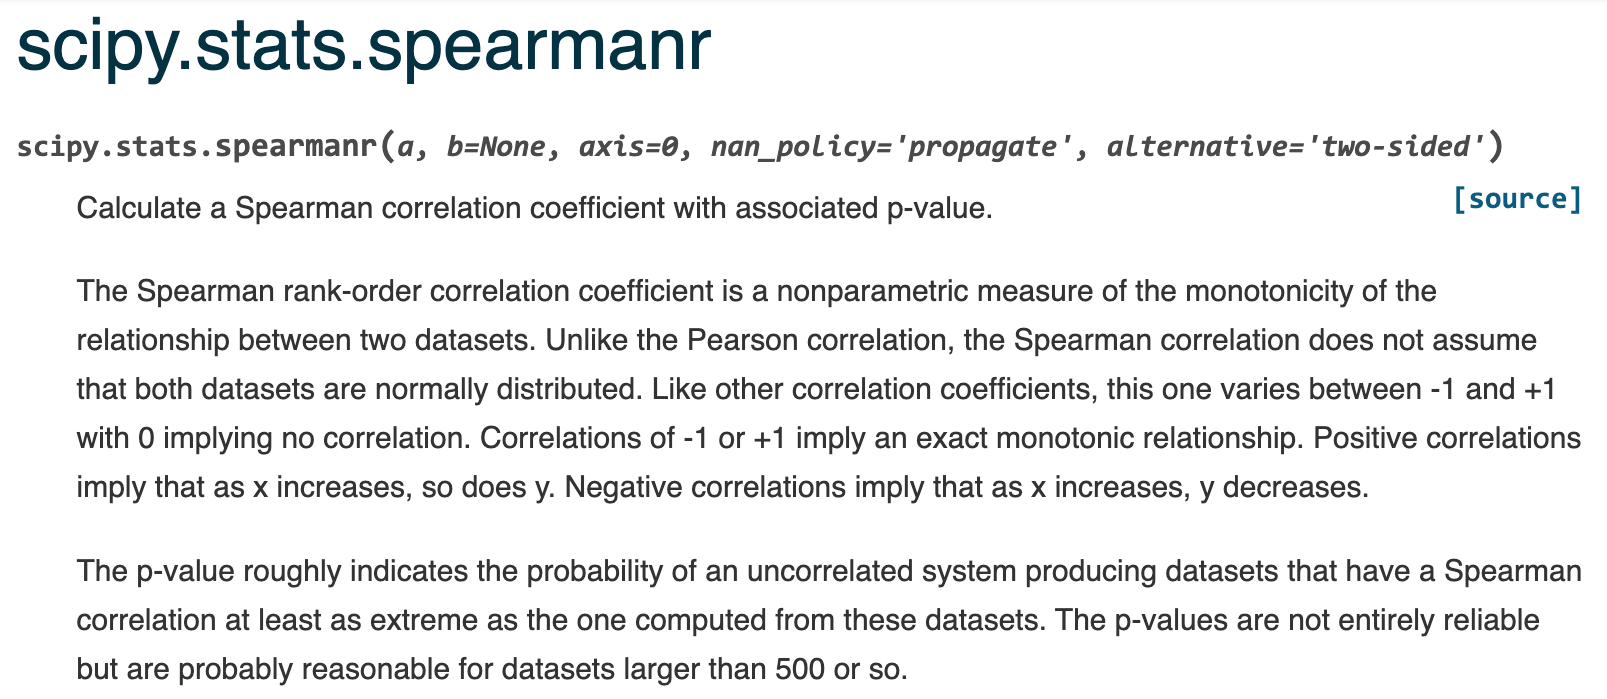 scipy.stats.spearmanr
scipy.stats.spearmanr(a, b=None, axis=0, nan_policy='propagate', alternative='two-sided')
[source]
Calculate a Spearman correlation coefficient with associated p-value.
The Spearman rank-order correlation coefficient is a nonparametric measure of the monotonicity of the
relationship between two datasets. Unlike the Pearson correlation, the Spearman correlation does not assume
that both datasets are normally distributed. Like other correlation coefficients, this one varies between -1 and +1
with 0 implying no correlation. Correlations of -1 or +1 imply an exact monotonic relationship. Positive correlations
imply that as x increases, so does y. Negative correlations imply that as x increases, y decreases.
The p-value roughly indicates the probability of an uncorrelated system producing datasets that have a Spearman
correlation at least as extreme as the one computed from these datasets. The p-values are not entirely reliable
but are probably reasonable for datasets larger than 500 or so.